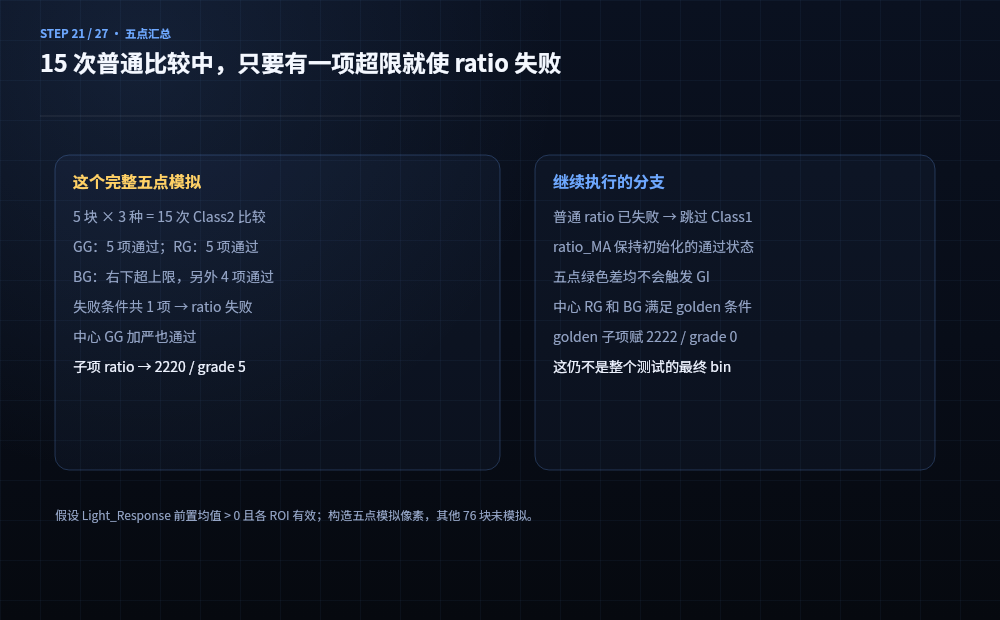 STEP 21 / 27 · 五点汇总
15 次普通比较中，只要有一项超限就使 ratio 失败
这个完整五点模拟
5 块 × 3 种 = 15 次 Class2 比较
GG：5 项通过；RG：5 项通过
BG：右下超上限，另外 4 项通过
失败条件共 1 项 → ratio 失败
中心 GG 加严也通过
子项 ratio → 2220 / grade 5
继续执行的分支
普通 ratio 已失败 → 跳过 Class1
ratio_MA 保持初始化的通过状态
五点绿色差均不会触发 GI
中心 RG 和 BG 满足 golden 条件
golden 子项赋 2222 / grade 0
这仍不是整个测试的最终 bin
假设 Light_Response 前置均值 > 0 且各 ROI 有效；构造五点模拟像素，其他 76 块未模拟。